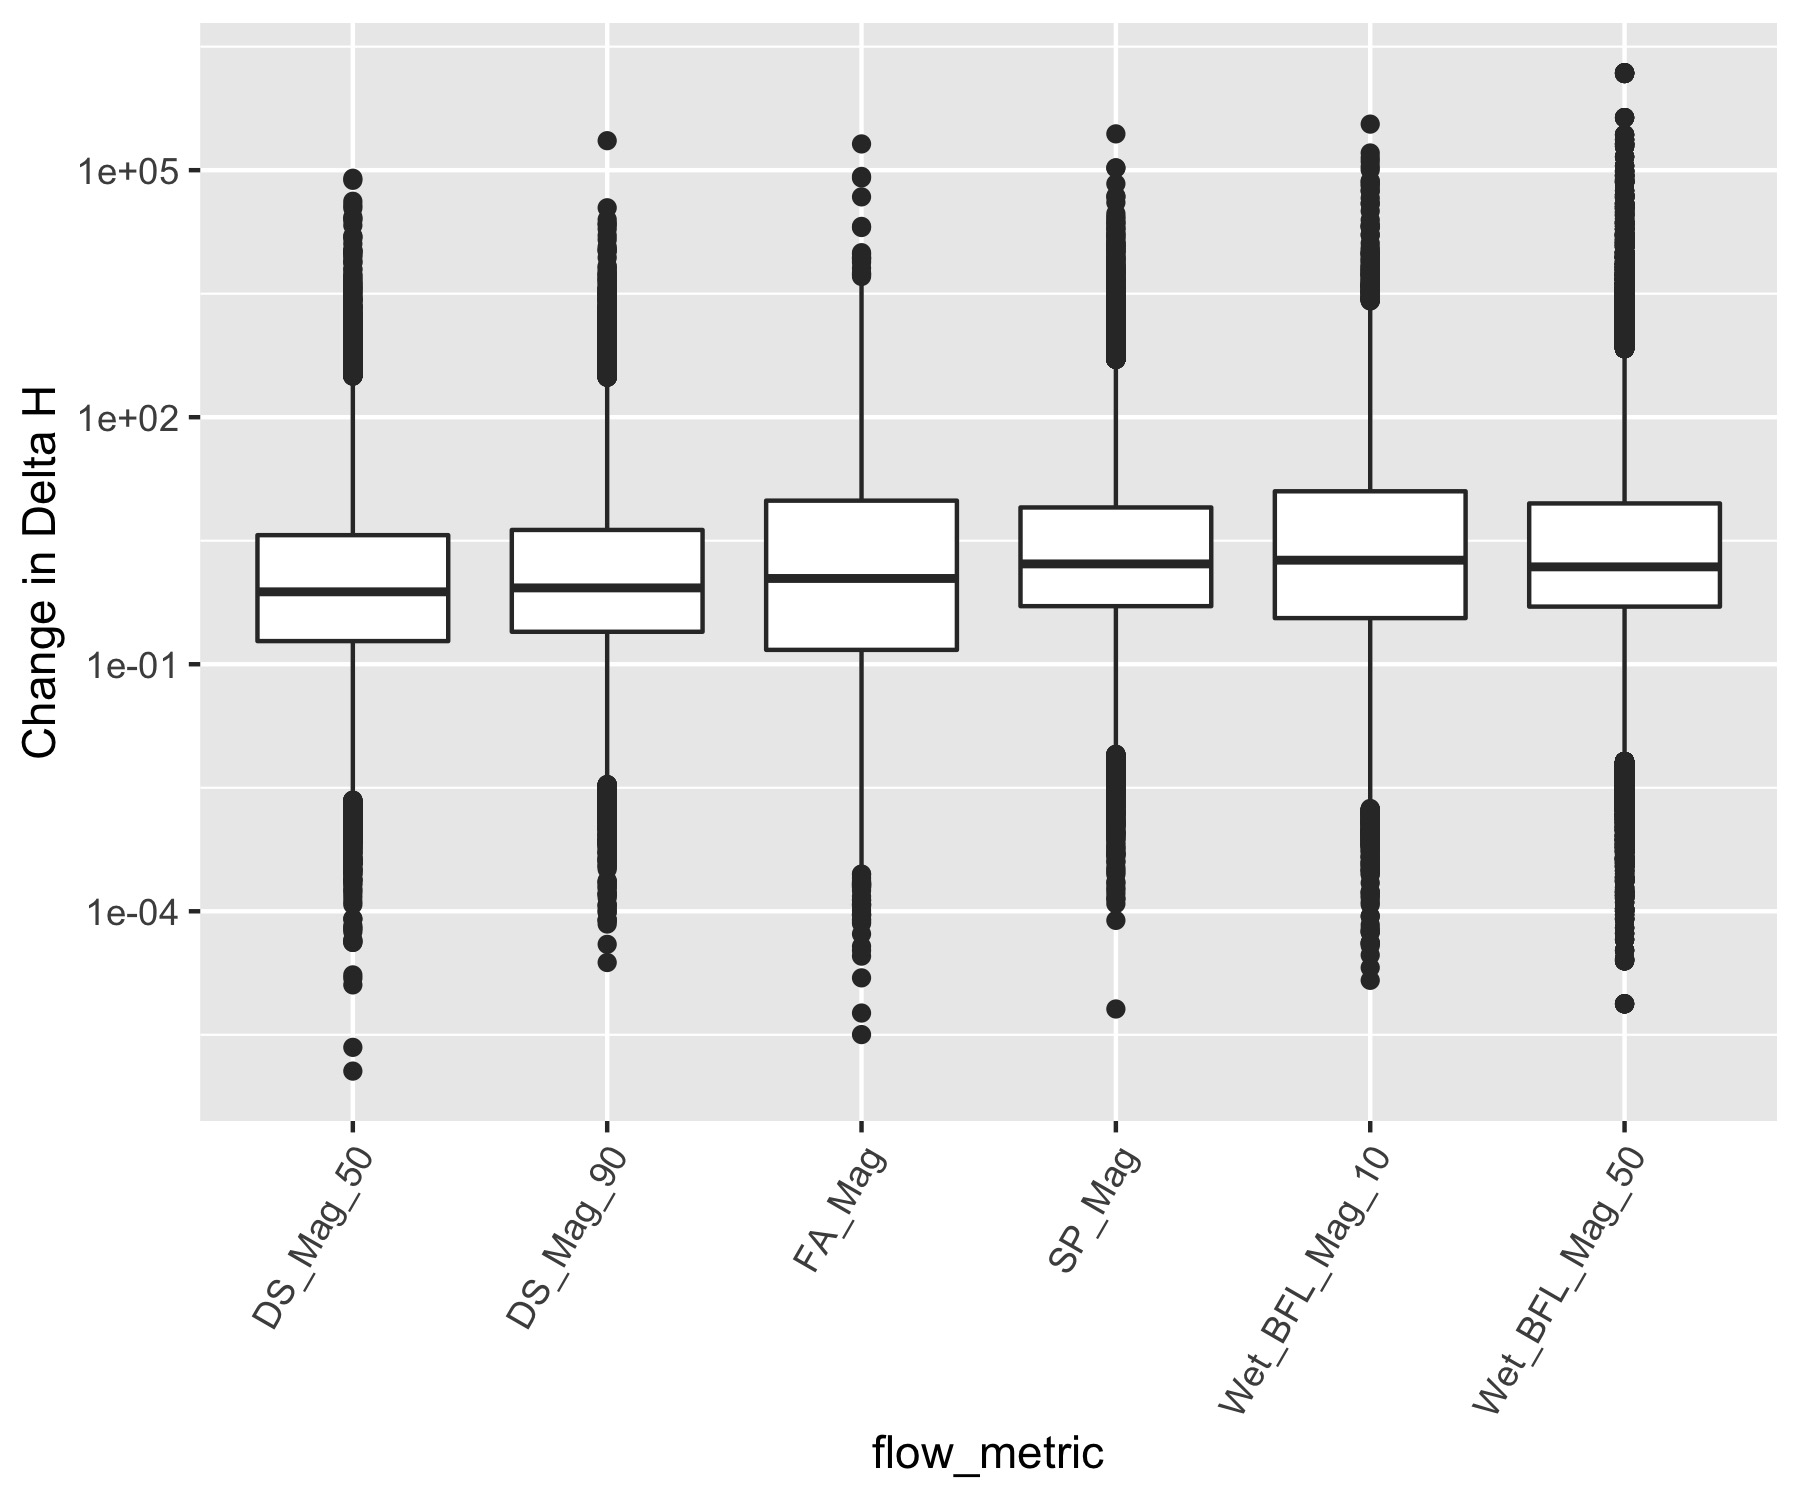 Change in Delta H
1e+05
1e+02
1e-01
1e-04
DS_Mag_50
DS_Mag_90
FA_Mag
SP_Mag
Wet_BFL_Mag_10
Wet_BFL_Mag_50
flow_metric